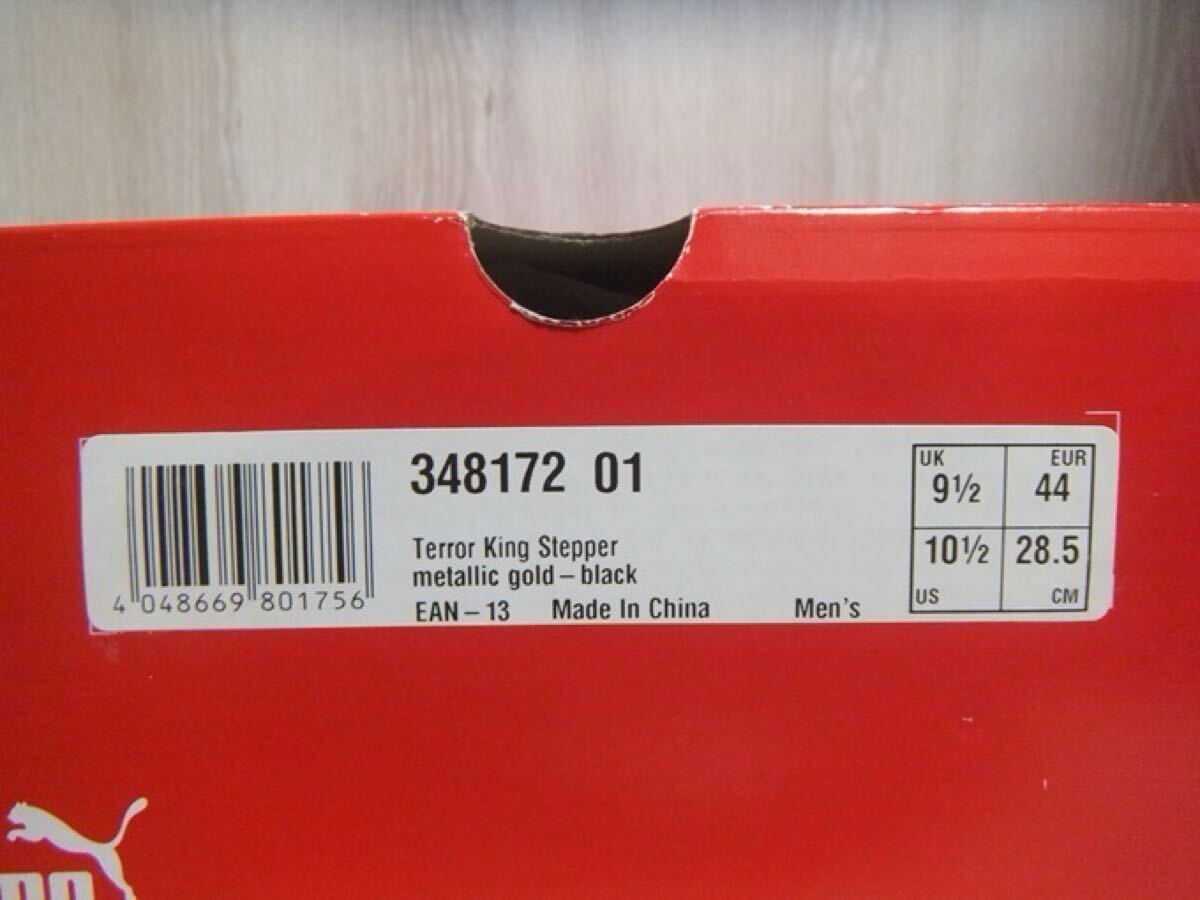 348172 01
Terror King Stepper
metallic gold – black
EAN – 13 Made In China Men's
4 048669 801756
UK EUR
9½ 44
10½ 28.5
US CM